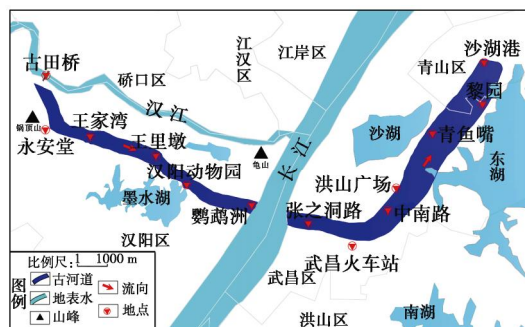 沙湖港
江汉区
江岸区
青山区
古田桥
硚口区
黎园
汉江
锅顶山
王家湾
龟山
长江
沙湖
青鱼嘴
东湖
永安堂
王里墩
汉阳动物园
洪山广场
墨水湖
鹦鹉洲
张之洞路
中南路
汉阳区
武昌区
武昌火车站
洪山区
南湖
图例
比例尺: 1 1000 m
古河道
流向
地表水
地点
山峰